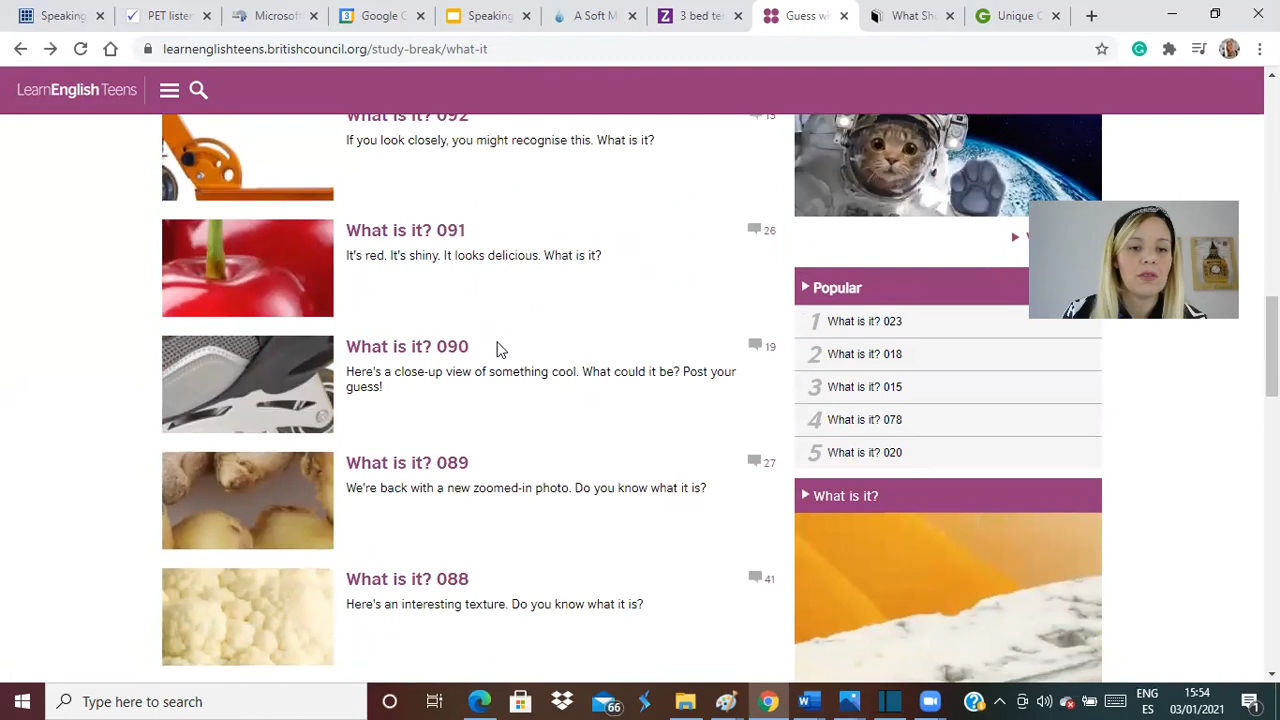 Speaking
PET liste
Microsof
Google C
Speaking
A Soft M
3 bed te
Guess wi
What S
Unique C
learnenglishteens.britishcouncil.org/study-break/what-it
LearnEnglish Teens
What is it? 092
15
If you look closely, you might recognise this. What is it?
What is it? 091
26
It's red. It's shiny. It looks delicious. What is it?
What is it? 090
19
Here's a close-up view of something cool. What could it be? Post your
guess!
What is it? 089
27
We're back with a new zoomed-in photo. Do you know what it is?
What is it? 088
41
Here's an interesting texture. Do you know what it is?
Popular
1 What is it? 023
2 What is it? 018
3 What is it? 015
4 What is it? 078
5 What is it? 020
What is it?
Type here to search
66
ENG
ES
15:54
03/01/2021
1